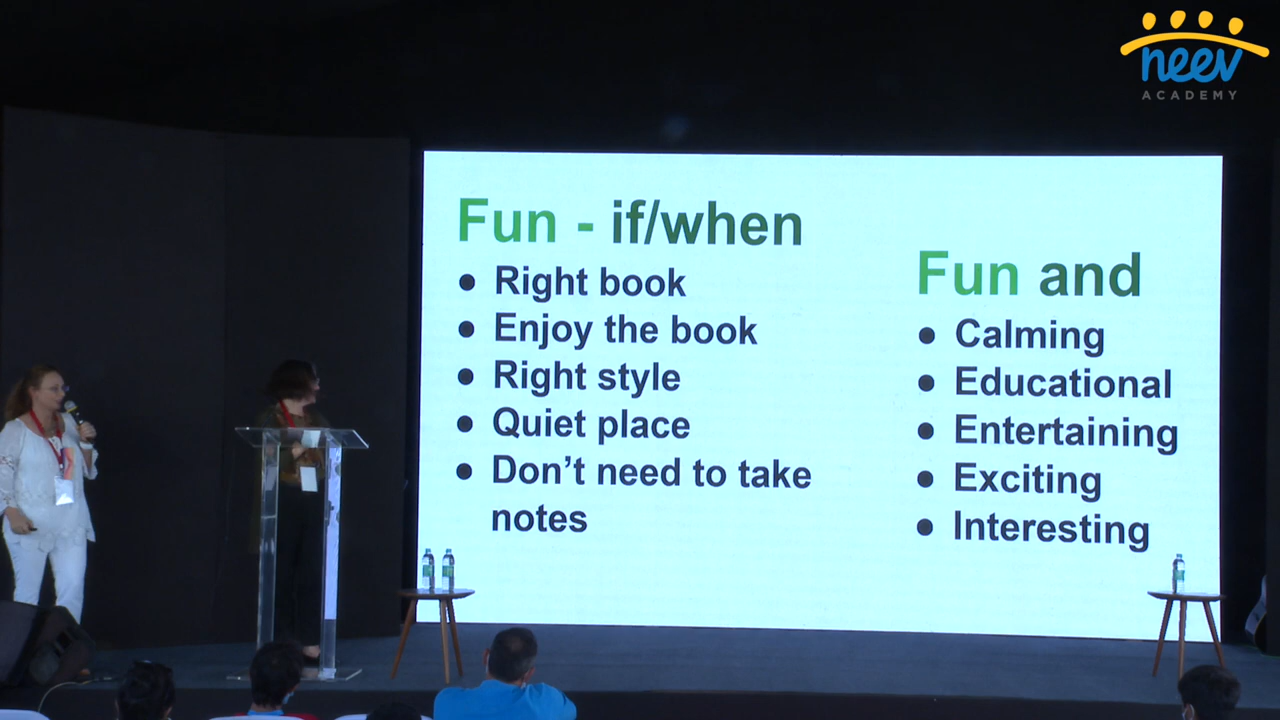 neev
ACADEMY
Fun - if/when
● Right book
● Enjoy the book
● Right style
● Quiet place
● Don’t need to take
notes
Fun and
● Calming
● Educational
● Entertaining
● Exciting
● Interesting